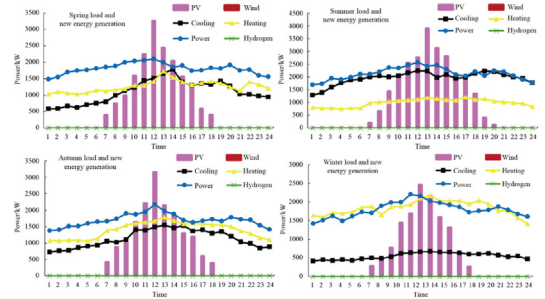 Spring load and
new energy generation
PV Wind
Cooling Heating
Power Hydrogen
3500
3000
2500
2000
1500
1000
500
0
Power/kW
1 2 3 4 5 6 7 8 9 10 11 12 13 14 15 16 17 18 19 20 21 22 23 24
Time
Summer load and
new energy generation
PV Wind
Cooling Heating
Power Hydrogen
4500
4000
3500
3000
2500
2000
1500
1000
500
0
Power/kW
1 2 3 4 5 6 7 8 9 10 11 12 13 14 15 16 17 18 19 20 21 22 23 24
Time
Autumn load and new
energy generation
PV Wind
Cooling Heating
Power Hydrogen
3500
3000
2500
2000
1500
1000
500
0
Power/kW
1 2 3 4 5 6 7 8 9 10 11 12 13 14 15 16 17 18 19 20 21 22 23 24
Time
Winter load and new
energy generation
PV Wind
Cooling Heating
Power Hydrogen
3000
2500
2000
1500
1000
500
0
Power/kW
1 2 3 4 5 6 7 8 9 10 11 12 13 14 15 16 17 18 19 20 21 22 23 24
Time